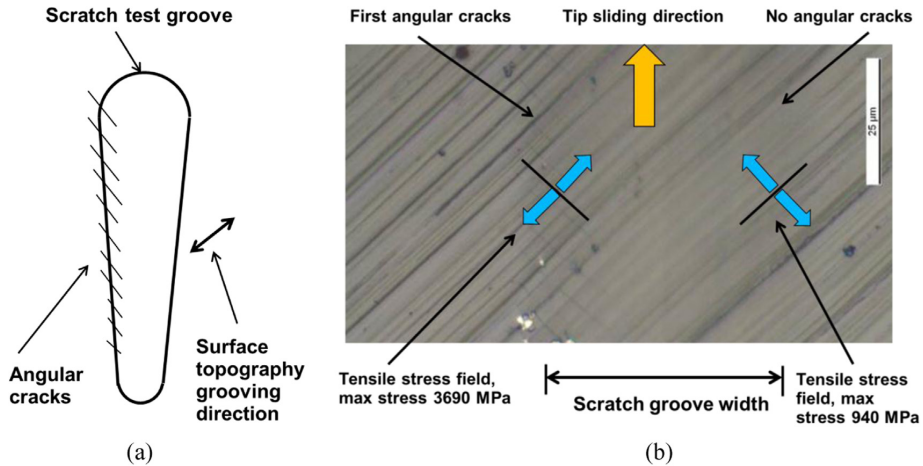 Scratch test groove
Angular
cracks
Surface
topography
grooving
direction
(a)
First angular cracks
Tip sliding direction
No angular cracks
25 µm
Tensile stress field,
max stress 3690 MPa
Scratch groove width
Tensile stress
field, max
stress 940 MPa
(b)